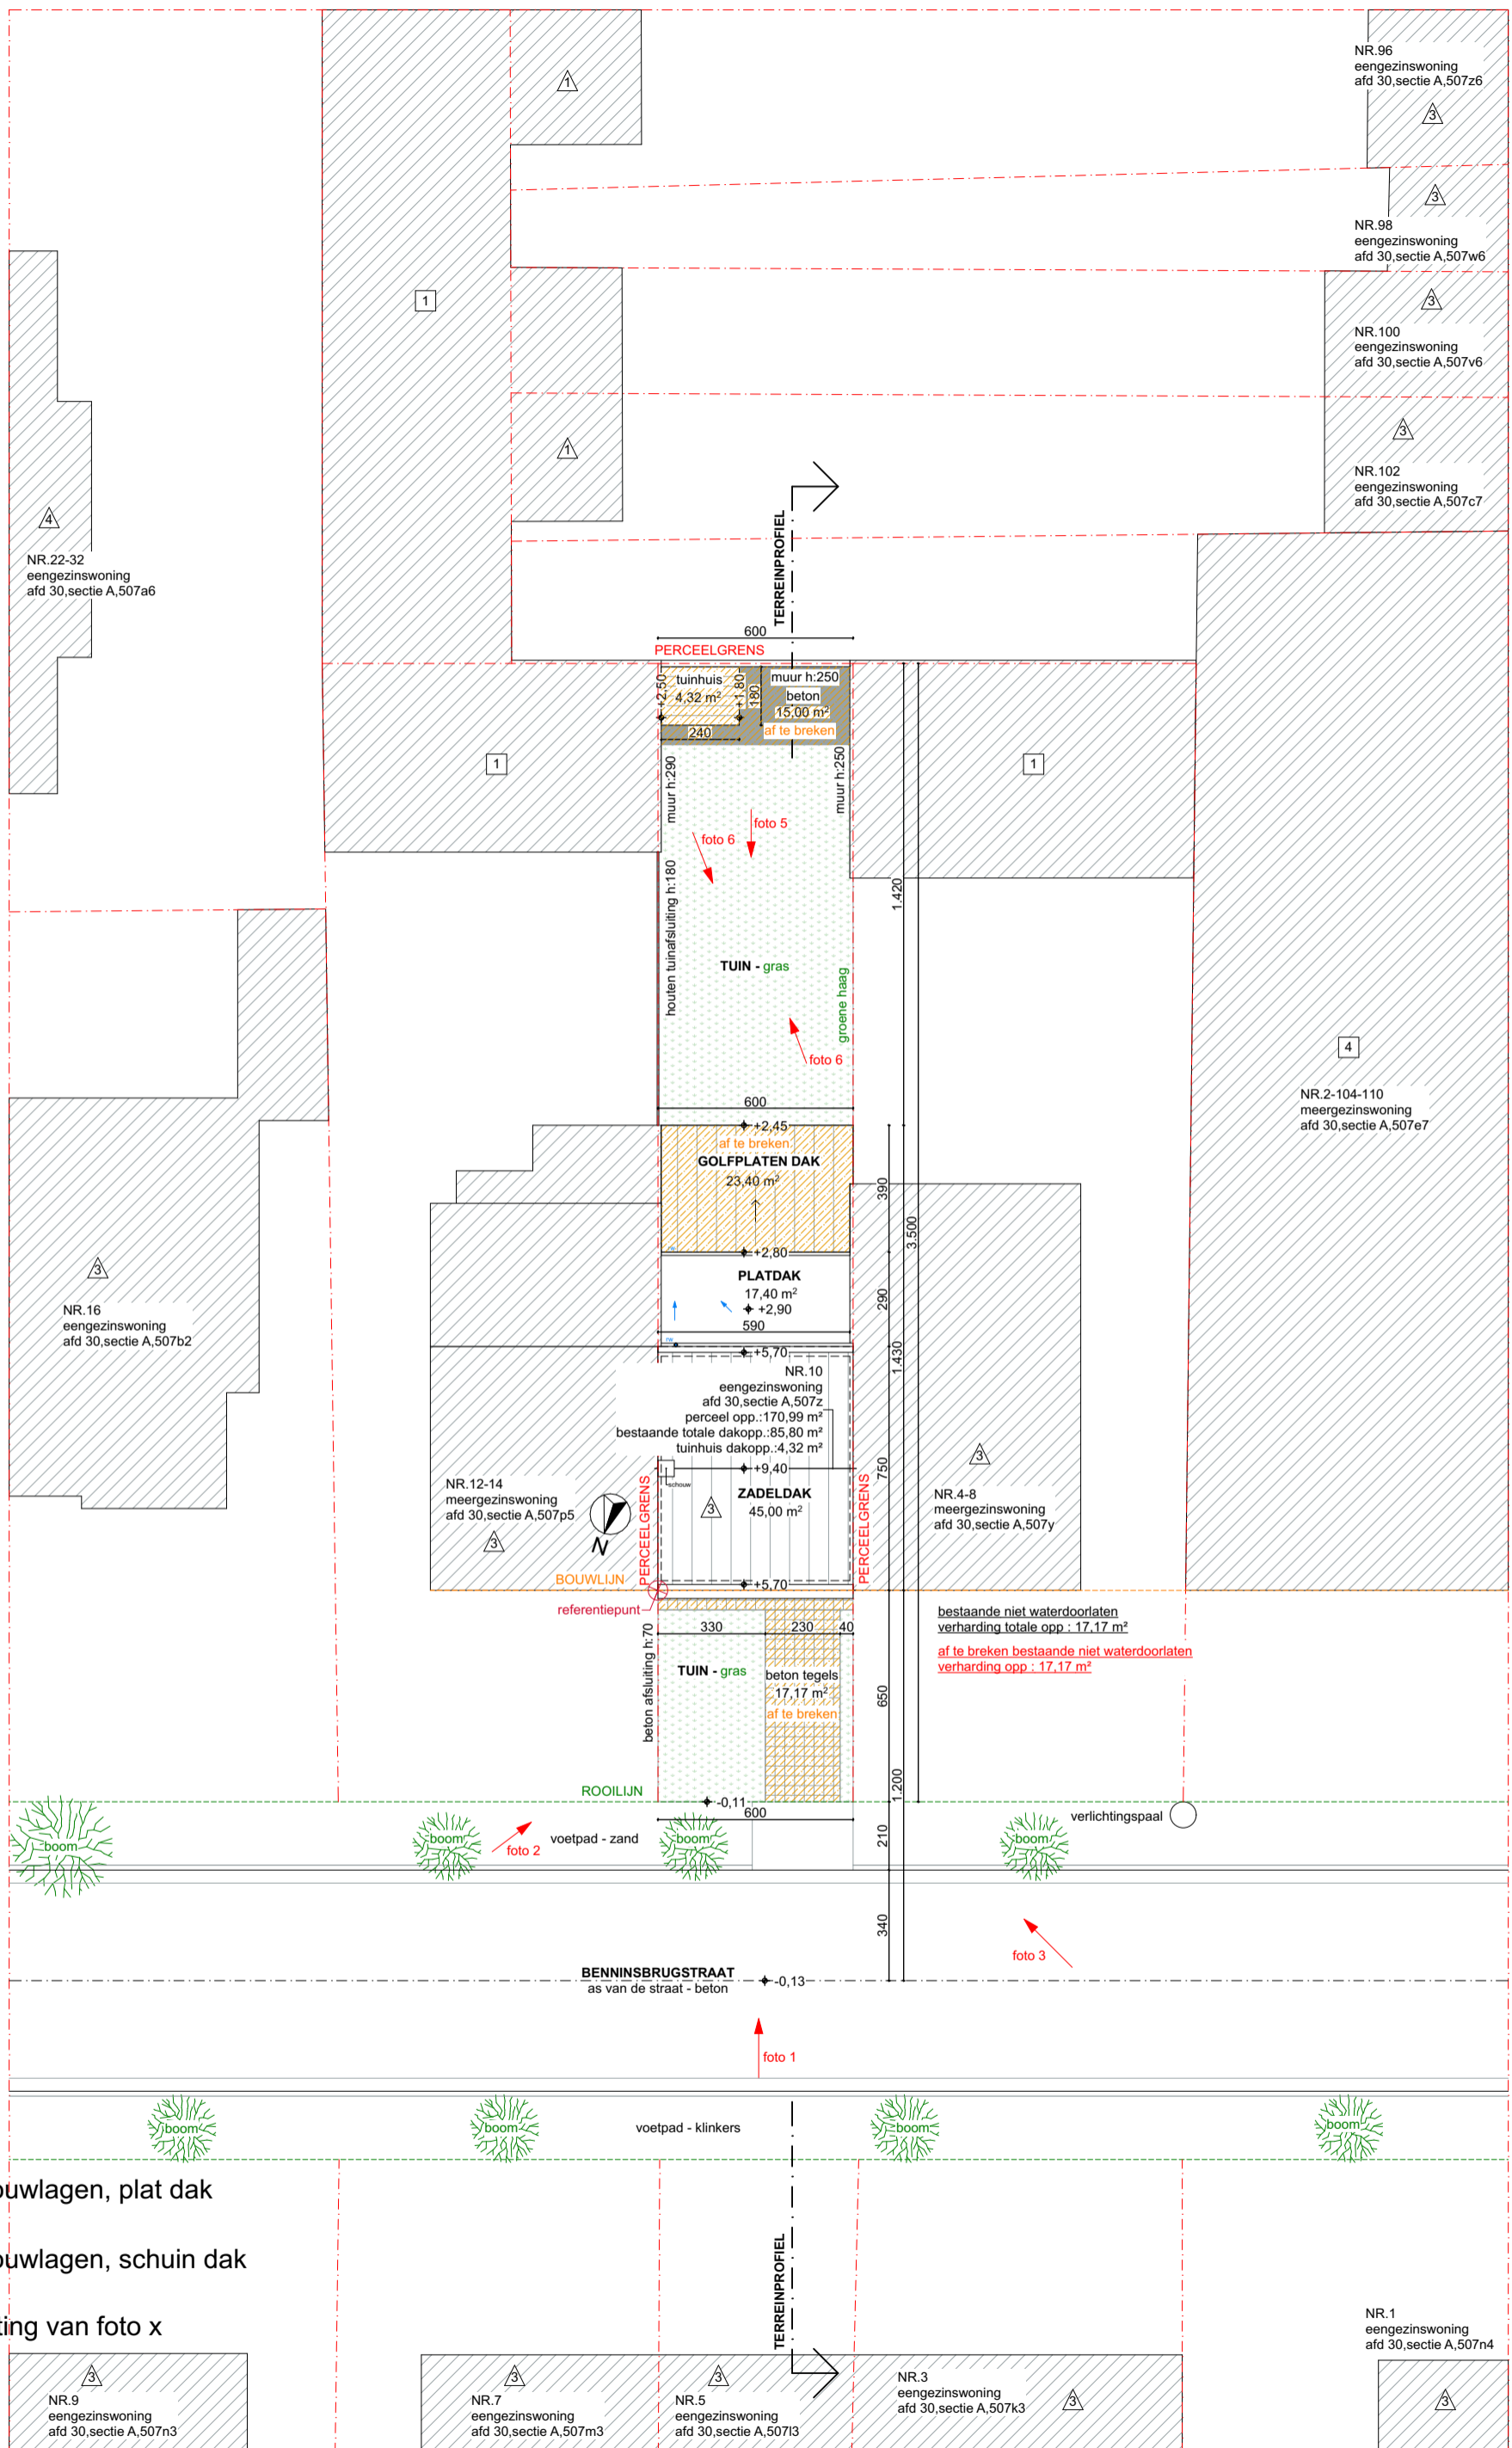 NR.96
eengezinswoning
afd 30,sectie A,507z6
3
1
3
NR.98
eengezinswoning
afd 30,sectie A,507w6
1
3
NR.100
eengezinswoning
afd 30,sectie A,507v6
3
1
NR.102
eengezinswoning
afd 30,sectie A,507c7
4
NR.22-32
eengezinswoning
afd 30,sectie A,507a6
TERREINPROFIEL
600
PERCEELGRENS
tuinhuis
4,32 m²
+2,50
+1,80
180
240
muur h:250
beton
15,00 m²
af te breken
1
1
muur h:290
muur h:250
foto 5
foto 6
houten tuinafsluiting h:180
1.420
TUIN - gras
groene haag
foto 6
4
NR.2-104-110
meergezinswoning
afd 30,sectie A,507e7
600
+2,45
af te breken
GOLFPLATEN DAK
23,40 m²
390
3.500
+2,80
PLATDAK
17,40 m²
+2,90
290
590
rw
1.430
+5,70
3
NR.16
eengezinswoning
afd 30,sectie A,507b2
NR.10
eengezinswoning
afd 30,sectie A,507z
perceel opp.:170,99 m²
bestaande totale dakopp.:85,80 m²
tuinhuis dakopp.:4,32 m²
+9,40
schouw
ZADELDAK
45,00 m²
3
750
3
NR.12-14
meergezinswoning
afd 30,sectie A,507p5
3
N
PERCEELGRENS
PERCEELGRENS
NR.4-8
meergezinswoning
afd 30,sectie A,507y
BOUWLIJN
+5,70
referentiepunt
330
230
40
bestaande niet waterdoorlaten
verharding totale opp : 17,17 m²
af te breken bestaande niet waterdoorlaten
verharding opp : 17,17 m²
beton afsluiting h:70
TUIN - gras
beton tegels
17,17 m²
af te breken
650
1.200
ROOILIJN
-0,11
600
verlichtingspaal
boom
boom
foto 2
voetpad - zand
boom
boom
210
340
foto 3
BENNINSBRUGSTRAAT
as van de straat - beton
-0,13
foto 1
boom
boom
voetpad - klinkers
boom
boom
ouwlagen, plat dak
ouwlagen, schuin dak
ting van foto x
TERREINPROFIEL
NR.1
eengezinswoning
afd 30,sectie A,507n4
3
3
NR.9
eengezinswoning
afd 30,sectie A,507n3
3
NR.7
eengezinswoning
afd 30,sectie A,507m3
3
NR.5
eengezinswoning
afd 30,sectie A,507l3
NR.3
eengezinswoning
afd 30,sectie A,507k3
3